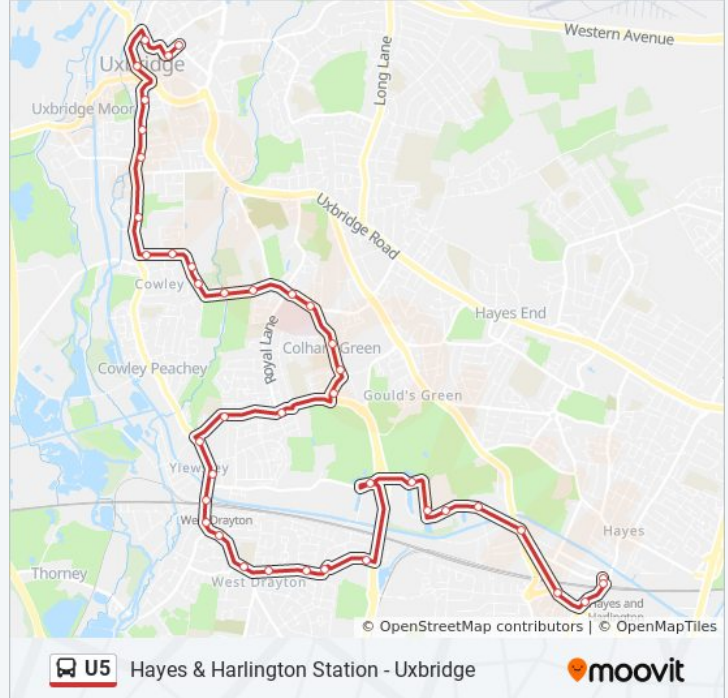 Western Avenue
Long Lane
Uxbridge
Uxbridge Moor
Uxbridge Road
Cowley
Hayes End
Royal Lane
Colham Green
Cowley Peachey
Gould's Green
Yiewsley
West Drayton
Hayes
Thorney
West Drayton
Hayes and
Harlington
© OpenStreetMap contributors | © OpenMapTiles
U5 Hayes & Harlington Station - Uxbridge
moovit